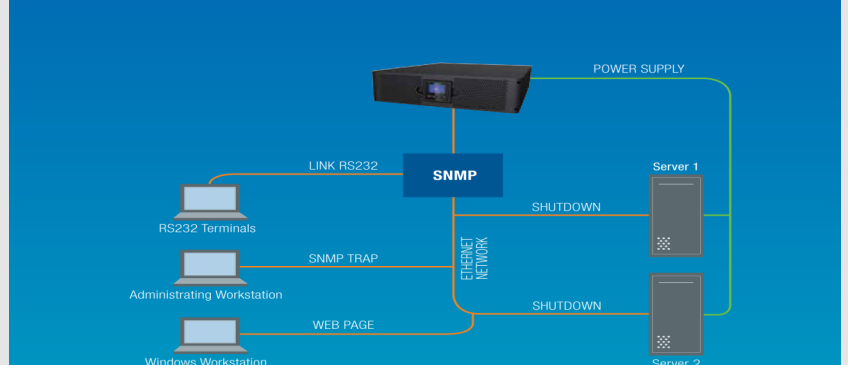 POWER SUPPLY
LINK RS232
SNMP
Server 1
SHUTDOWN
RS232 Terminals
ETHERNET
NETWORK
SNMP TRAP
Administrating Workstation
SHUTDOWN
WEB PAGE
Windows Workstation
Server 2